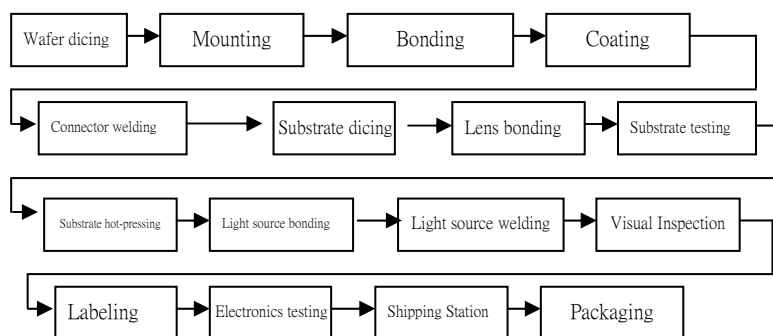 Wafer dicing
Mounting
Bonding
Coating
Connector welding
Substrate dicing
Lens bonding
Substrate testing
Substrate hot-pressing
Light source bonding
Light source welding
Visual Inspection
Labeling
Electronics testing
Shipping Station
Packaging